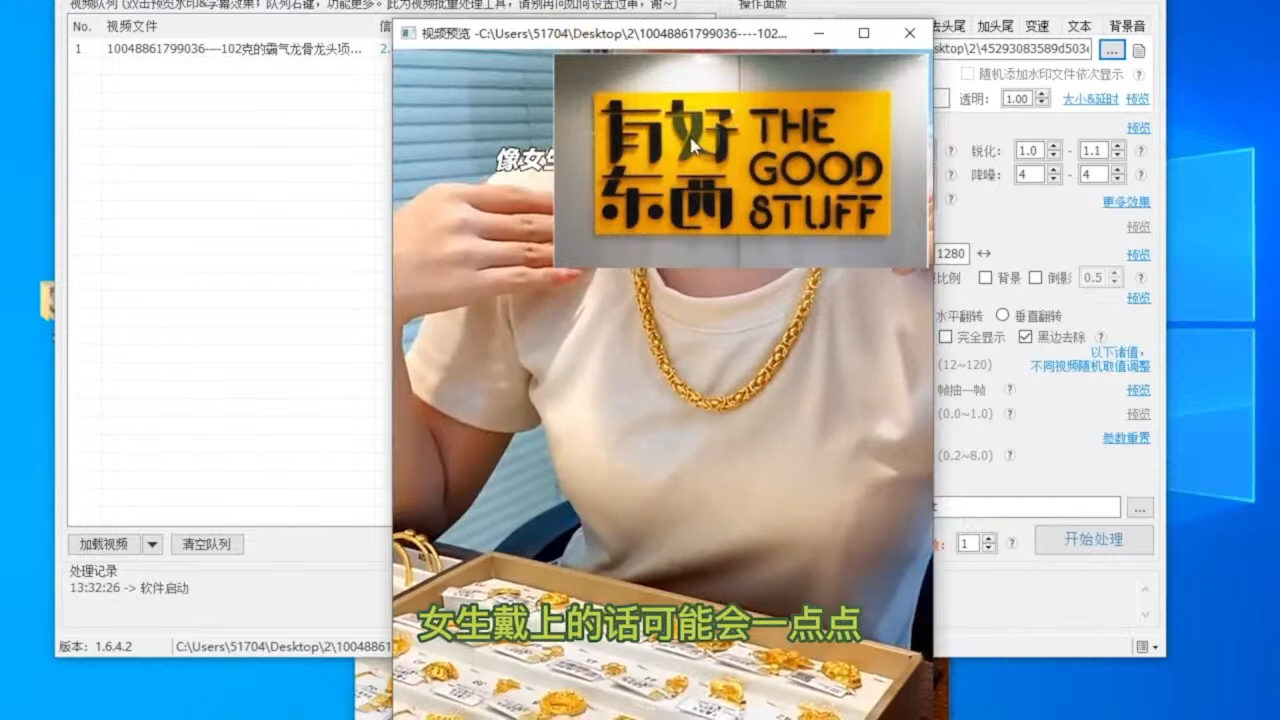 视频队列 (双击预览水印&字幕效果; 队列右键, 功能更多。此为视频批量处理工具, 请别再问如何设置过审, 谢~)
操作面版
No. 视频文件 信
1 10048861799036----102克的霸气龙骨龙头项... 2.
视频预览 -C:\Users\51704\Desktop\2\10048861799036----102...
去头尾 加头尾 变速 文本 背景音
sktop\2\45293083589d503e ...
随机添加水印文件依次显示 ?
透明: 1.00 大小&延时 预览
预览
? 锐化: 1.0 - 1.1 ?
? 降噪: 4 - 4 ?
? 更多效果
预览
1280 ↔ 预览
比例 背景 倒影 0.5 ?
预览
水平翻转 垂直翻转
完全显示 黑边去除 ?
以下诸值,
(12~120) 不同视频随机取值调整
帧抽一帧 ? 预览
(0.0~1.0) ? 预览
参数重置
(0.2~8.0) ?
...
1 ? 开始处理
像女生
有好
东西
THE
GOOD
STUFF
女生戴上的话可能会一点点
加载视频 清空队列
处理记录
13:32:26 -> 软件启动
版本: 1.6.4.2 C:\Users\51704\Desktop\2\10048861